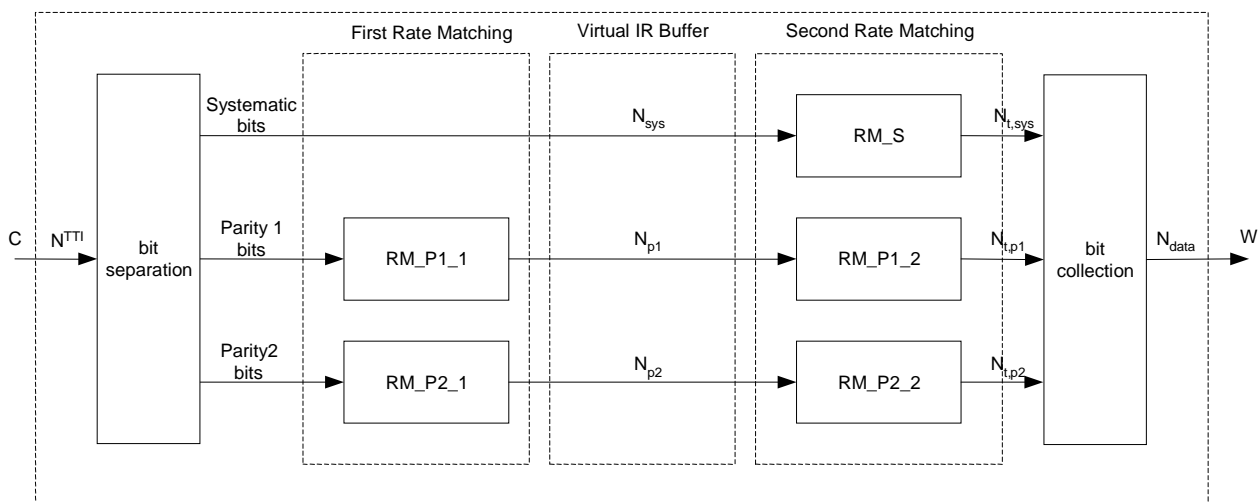 First Rate Matching
Virtual IR Buffer
Second Rate Matching
Systematic
bits
N_sys
RM_S
N_t,sys
C
N^TTI
bit
separation
Parity 1
bits
RM_P1_1
N_p1
RM_P1_2
N_t,p1
bit
collection
N_data
W
Parity2
bits
RM_P2_1
N_p2
RM_P2_2
N_t,p2